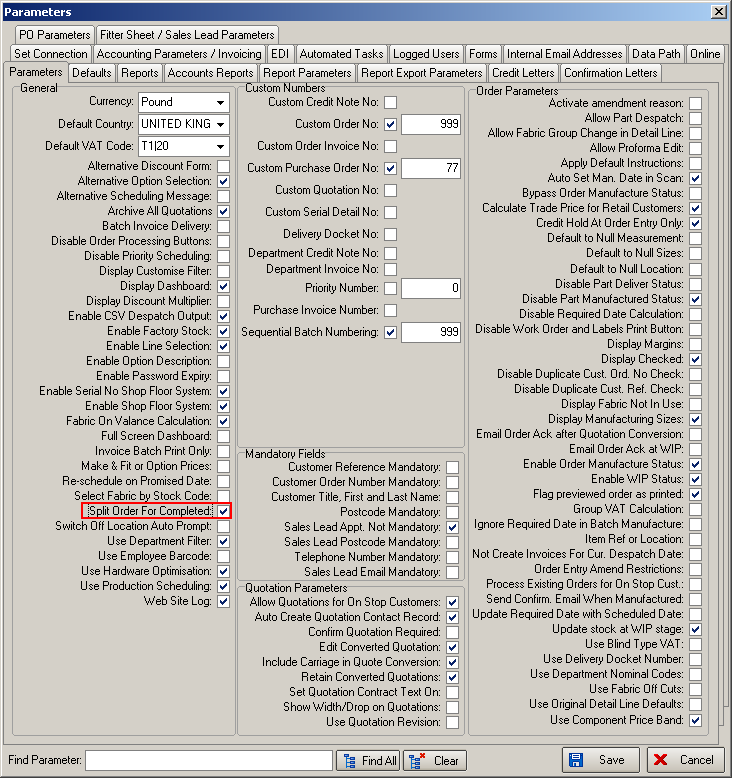 Parameters
PO Parameters
Fitter Sheet / Sales Lead Parameters
Set Connection
Accounting Parameters / Invoicing
EDI
Automated Tasks
Logged Users
Forms
Internal Email Addresses
Data Path
Online
Parameters
Defaults
Reports
Accounts Reports
Report Parameters
Report Export Parameters
Credit Letters
Confirmation Letters
General
Currency: Pound
Default Country: UNITED KING
Default VAT Code: T1|20
Alternative Discount Form:
Alternative Option Selection:
Alternative Scheduling Message:
Archive All Quotations
Batch Invoice Delivery:
Disable Order Processing Buttons:
Disable Priority Scheduling:
Display Customise Filter:
Display Dashboard:
Display Discount Multiplier:
Enable CSV Despatch Output:
Enable Factory Stock:
Enable Line Selection:
Enable Option Description:
Enable Password Expiry:
Enable Serial No Shop Floor System:
Enable Shop Floor System:
Fabric On Valance Calculation:
Full Screen Dashboard:
Invoice Batch Print Only:
Make & Fit or Option Prices:
Re-schedule on Promised Date:
Select Fabric by Stock Code:
Split Order For Completed:
Switch Off Location Auto Prompt:
Use Department Filter:
Use Employee Barcode:
Use Hardware Optimisation:
Use Production Scheduling:
Web Site Log:
Custom Numbers
Custom Credit Note No:
Custom Order No: 999
Custom Order Invoice No:
Custom Purchase Order No: 77
Custom Quotation No:
Custom Serial Detail No:
Delivery Docket No:
Department Credit Note No:
Department Invoice No:
Priority Number: 0
Purchase Invoice Number:
Sequential Batch Numbering: 999
Mandatory Fields
Customer Reference Mandatory:
Customer Order Number Mandatory:
Customer Title, First and Last Name:
Postcode Mandatory:
Sales Lead Appt. Not Mandatory:
Sales Lead Postcode Mandatory:
Telephone Number Mandatory:
Sales Lead Email Mandatory:
Quotation Parameters
Allow Quotations for On Stop Customers:
Auto Create Quotation Contact Record:
Confirm Quotation Required:
Edit Converted Quotation:
Include Carriage in Quote Conversion:
Retain Converted Quotations:
Set Quotation Contract Text On:
Show Width/Drop on Quotations:
Use Quotation Revision:
Order Parameters
Activate amendment reason:
Allow Part Despatch:
Allow Fabric Group Change in Detail Line:
Allow Proforma Edit:
Apply Default Instructions:
Auto Set Man. Date in Scan:
Bypass Order Manufacture Status:
Calculate Trade Price for Retail Customers:
Credit Hold At Order Entry Only:
Default to Null Measurement:
Default to Null Sizes:
Default to Null Location:
Disable Part Deliver Status:
Disable Part Manufactured Status:
Disable Required Date Calculation:
Disable Work Order and Labels Print Button:
Display Margins:
Display Checked:
Disable Duplicate Cust. Ord. No Check:
Disable Duplicate Cust. Ref. Check:
Display Fabric Not In Use:
Display Manufacturing Sizes:
Email Order Ack after Quotation Conversion:
Email Order Ack at WIP:
Enable Order Manufacture Status:
Enable WIP Status:
Flag previewed order as printed:
Group VAT Calculation:
Ignore Required Date in Batch Manufacture:
Item Ref or Location:
Not Create Invoices For Cur. Despatch Date:
Order Entry Amend Restrictions:
Process Existing Orders for On Stop Cust.:
Send Confirm. Email When Manufactured:
Update Required Date with Scheduled Date:
Update stock at WIP stage:
Use Blind Type VAT:
Use Delivery Docket Number:
Use Department Nominal Codes:
Use Fabric Off Cuts:
Use Original Detail Line Defaults:
Use Component Price Band:
Find Parameter:
Find All
Clear
Save
Cancel